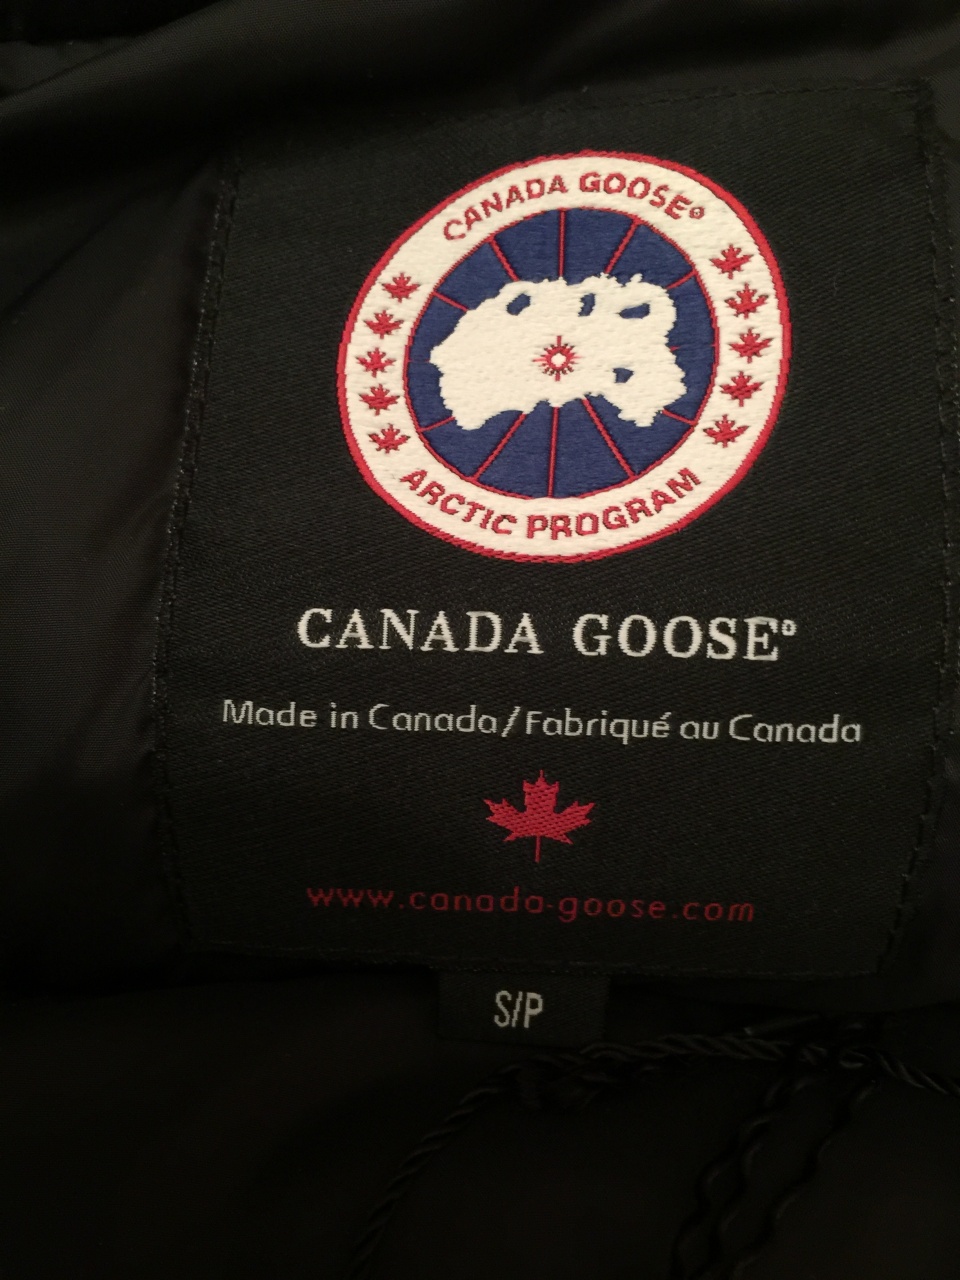 CANADA GOOSE®
ARCTIC PROGRAM
CANADA GOOSE®
Made in Canada/Fabriqué au Canada
www.canada-goose.com
S/P